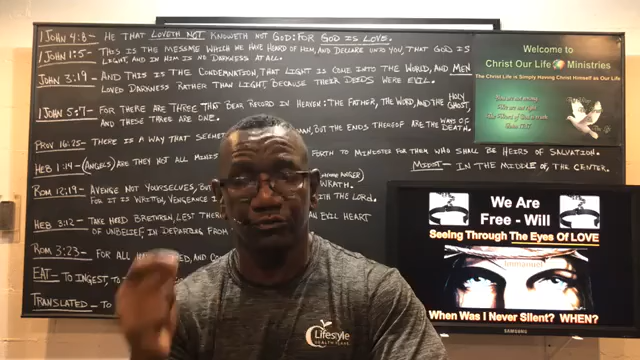 1 John 4:8- He that loveth not knoweth not God: for God is love.
1 John 1:5- This is the message which we have heard of him, and declare unto you, that God is
light, and in him is no darkness at all.
John 3:19- And this is the condemnation, that light is come into the world, and men
loved darkness rather than light, because their deeds were evil.
1 John 5:7- For there are three that bear record in heaven: the Father, the Word, and the Holy
Ghost,
and these three are one.
Prov 16:25- There is a way that seemeth man, but the ends thereof are the ways of
death.
Heb 1:14- (Angels) are they not all minis forth to minister for them who shall be heirs of salvation.
Midst- in the middle of, the center.
Rom 12:19- Avenge not yourselves, but
wrath.
for it is written, vengeance i th the Lord.
Heb 3:12- Take heed brethren, lest there an evil heart
of unbelief, in departing from
Rom 3:23- For all ha ned, and co
Eat- to ingest, to
Translated- to
Welcome to
Christ Our Life Ministries
The Christ Life is Simply Having Christ Himself as Our Life
We Are
Free - Will
Seeing Through The Eyes Of LOVE
Immanuel
When Was I Never Silent? WHEN?
SAMSUNG
Lifestyle